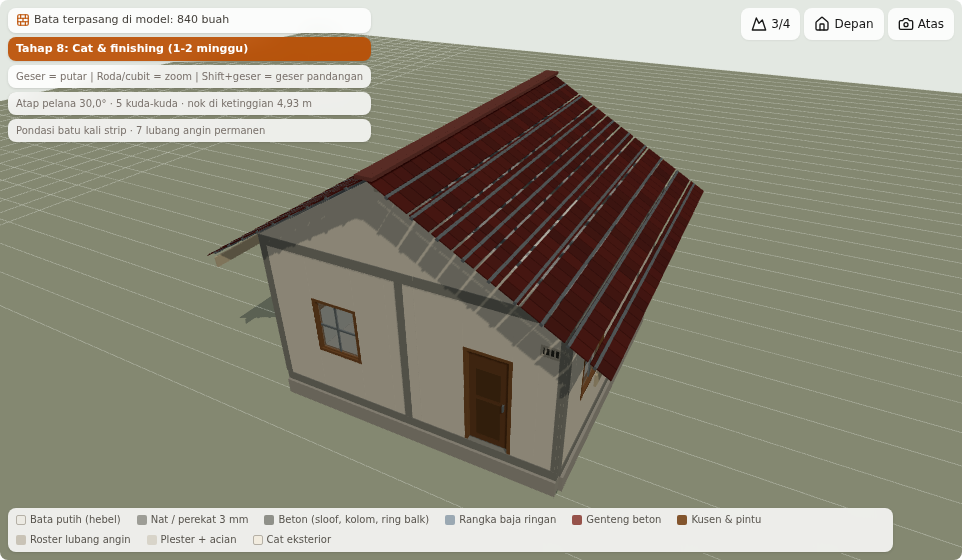 Bata terpasang di model: 840 buah
Tahap 8: Cat & finishing (1-2 minggu)
Geser = putar | Roda/cubit = zoom | Shift+geser = geser pandangan
Atap pelana 30,0° · 5 kuda-kuda · nok di ketinggian 4,93 m
Pondasi batu kali strip · 7 lubang angin permanen
3/4 Depan Atas
Bata putih (hebel) Nat / perekat 3 mm Beton (sloof, kolom, ring balk) Rangka baja ringan Genteng beton Kusen & pintu
Roster lubang angin Plester + acian Cat eksterior